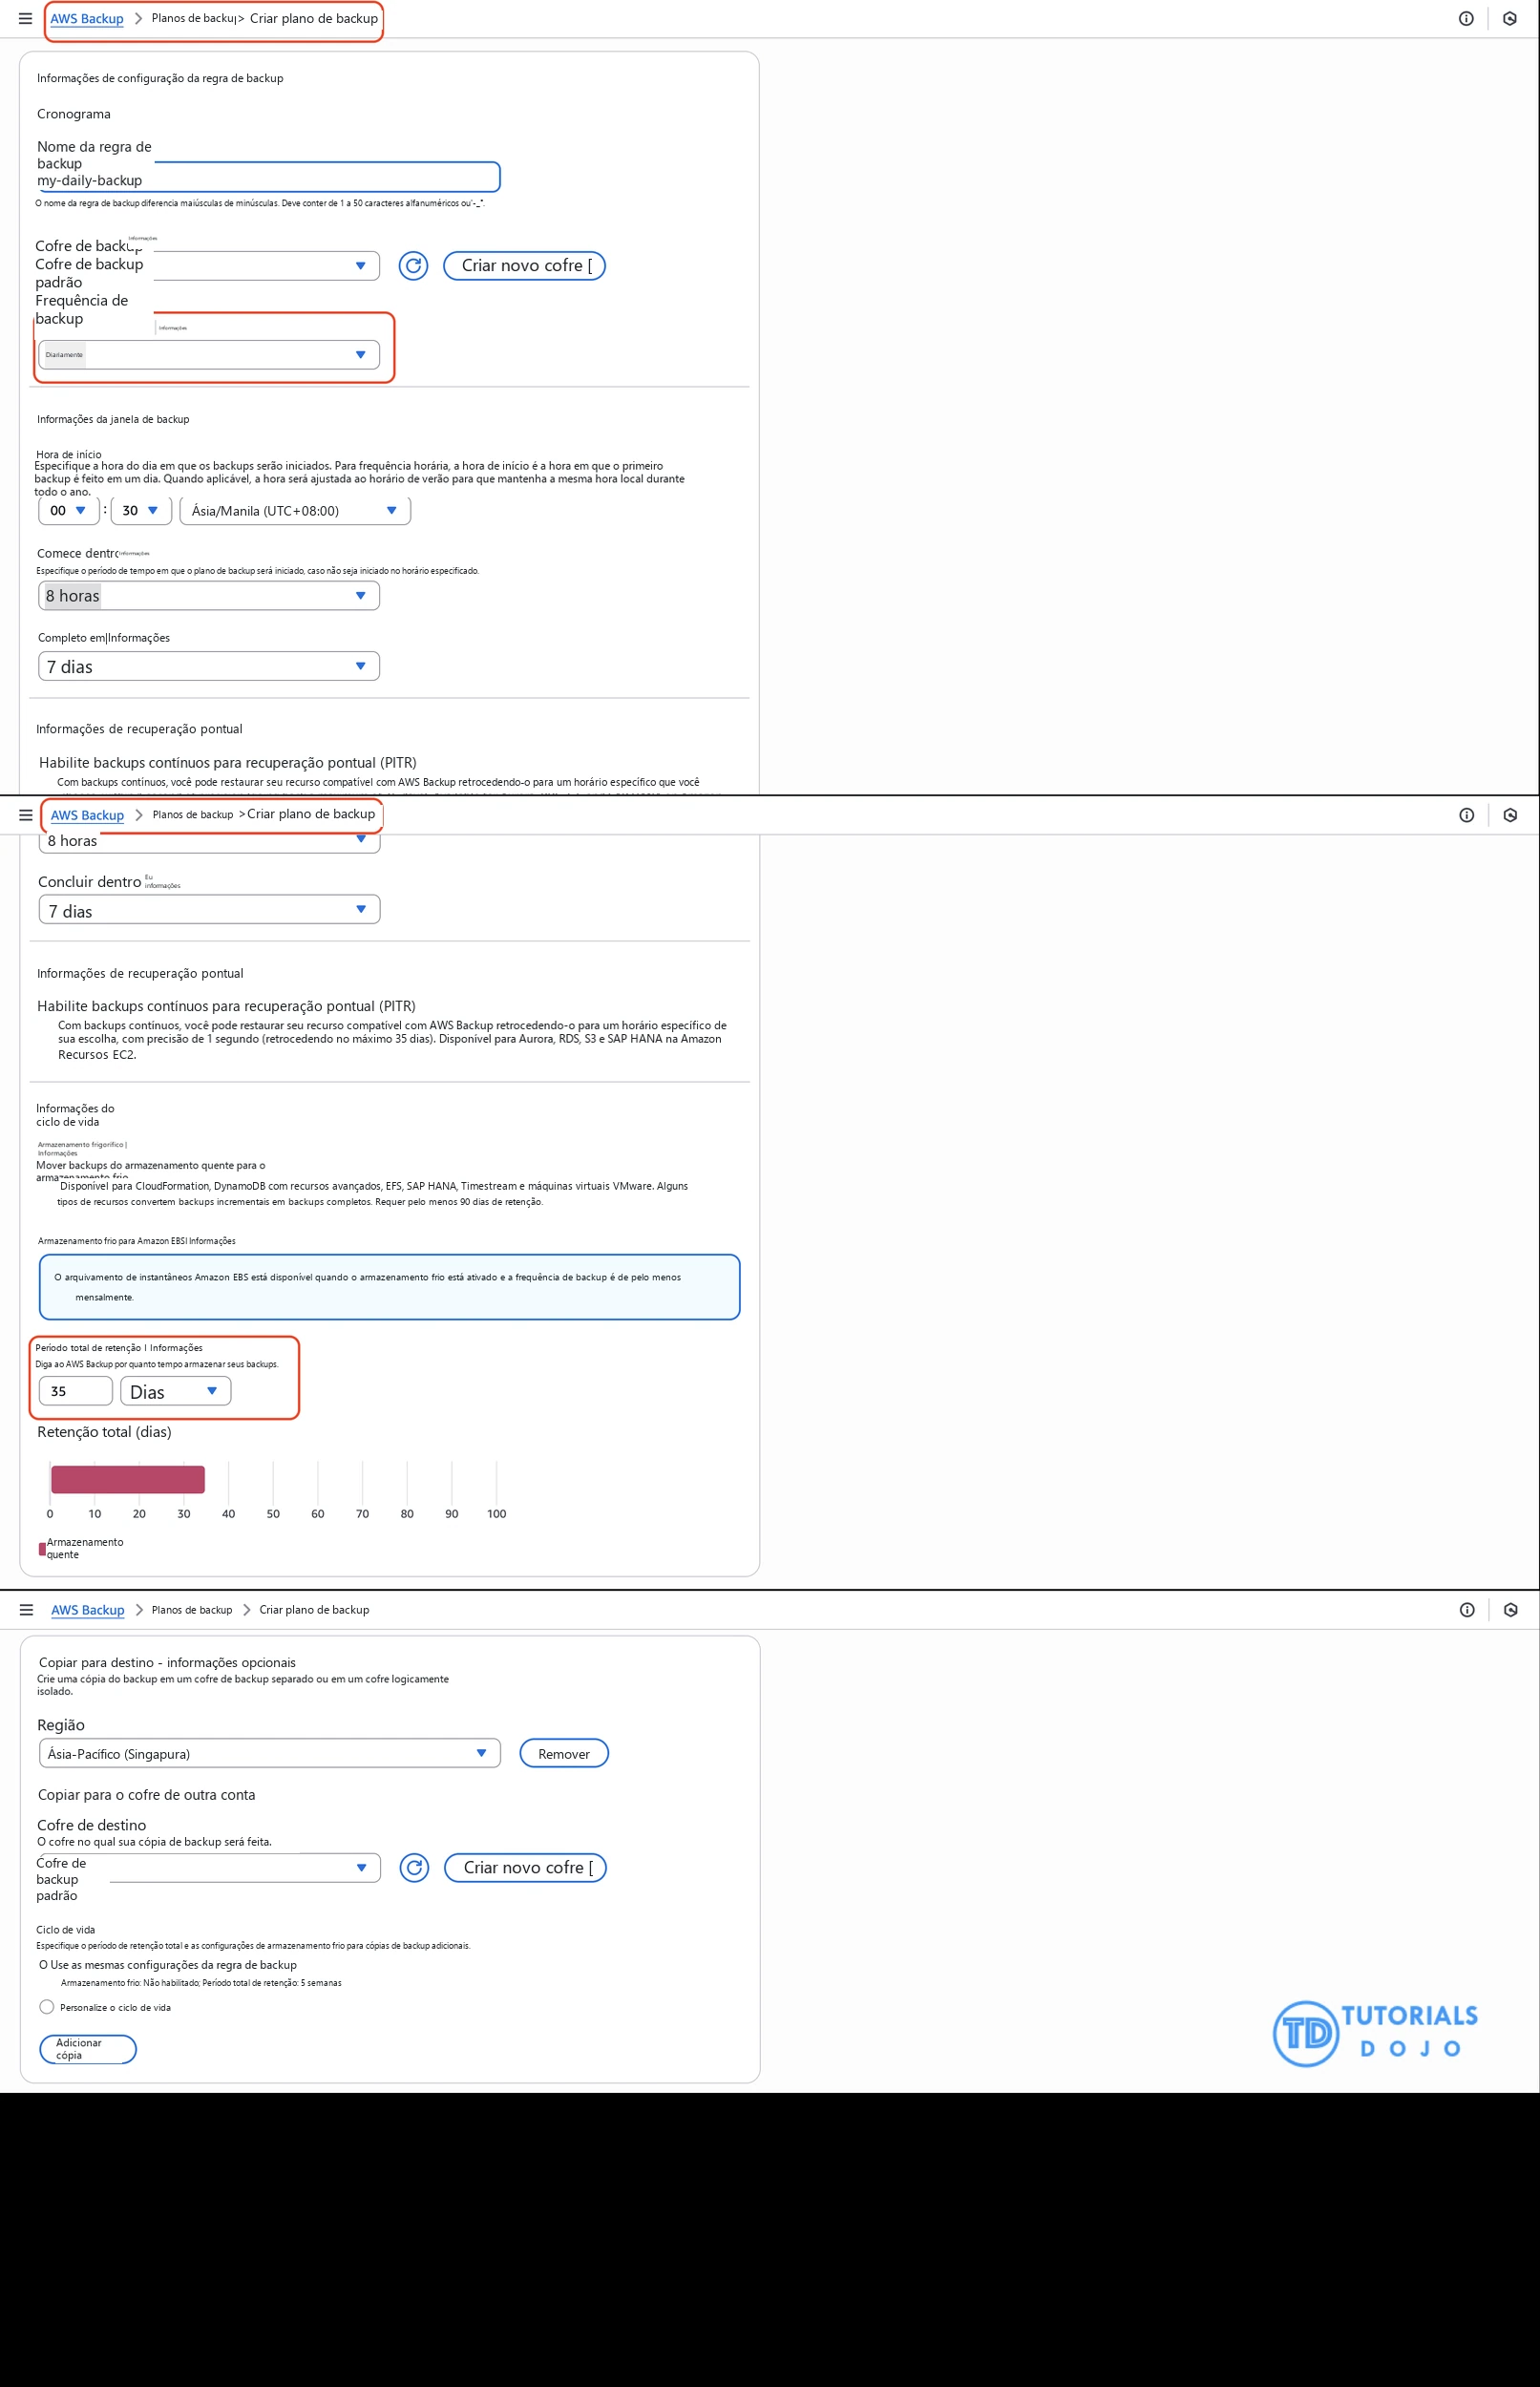 AWS Backup > Planos de backup > Criar plano de backup
Informações de configuração da regra de backup
Cronograma
Nome da regra de
backup
my-daily-backup
O nome da regra de backup diferencia maiúsculas de minúsculas. Deve conter de 1 a 50 caracteres alfanuméricos ou'-_".
Informações
Cofre de backup
Cofre de backup
padrão
Criar novo cofre [
Frequência de
backup
Informações
Diariamente
Informações da janela de backup
Hora de início
Especifique a hora do dia em que os backups serão iniciados. Para frequência horária, a hora de início é a hora em que o primeiro
backup é feito em um dia. Quando aplicável, a hora será ajustada ao horário de verão para que mantenha a mesma hora local durante
todo o ano.
00 : 30 Ásia/Manila (UTC+08:00)
Comece dentro Informações
Especifique o período de tempo em que o plano de backup será iniciado, caso não seja iniciado no horário especificado.
8 horas
Completo em|Informações
7 dias
Informações de recuperação pontual
Habilite backups contínuos para recuperação pontual (PITR)
Com backups contínuos, você pode restaurar seu recurso compatível com AWS Backup retrocedendo-o para um horário específico que você
AWS Backup > Planos de backup >Criar plano de backup
8 horas
Concluir dentro Eu
informações
7 dias
Informações de recuperação pontual
Habilite backups contínuos para recuperação pontual (PITR)
Com backups contínuos, você pode restaurar seu recurso compatível com AWS Backup retrocedendo-o para um horário específico de
sua escolha, com precisão de 1 segundo (retrocedendo no máximo 35 dias). Disponível para Aurora, RDS, S3 e SAP HANA na Amazon
Recursos EC2.
Informações do
ciclo de vida
Armazenamento frigorífico |
Informações
Mover backups do armazenamento quente para o
armazenamento frio
Disponível para CloudFormation, DynamoDB com recursos avançados, EFS, SAP HANA, Timestream e máquinas virtuais VMware. Alguns
tipos de recursos convertem backups incrementais em backups completos. Requer pelo menos 90 dias de retenção.
Armazenamento frio para Amazon EBSI Informações
O arquivamento de instantâneos Amazon EBS está disponível quando o armazenamento frio está ativado e a frequência de backup é de pelo menos
mensalmente.
Período total de retenção I Informações
Diga ao AWS Backup por quanto tempo armazenar seus backups.
35 Dias
Retenção total (dias)
0 10 20 30 40 50 60 70 80 90 100
Armazenamento
quente
AWS Backup > Planos de backup > Criar plano de backup
Copiar para destino - informações opcionais
Crie uma cópia do backup em um cofre de backup separado ou em um cofre logicamente
isolado.
Região
Ásia-Pacífico (Singapura) Remover
Copiar para o cofre de outra conta
Cofre de destino
O cofre no qual sua cópia de backup será feita.
Cofre de
backup
padrão
Criar novo cofre [
Ciclo de vida
Especifique o período de retenção total e as configurações de armazenamento frio para cópias de backup adicionais.
O Use as mesmas configurações da regra de backup
Armazenamento frio: Não habilitado; Período total de retenção: 5 semanas
Personalize o ciclo de vida
Adicionar
cópia
TD TUTORIALS
DOJO